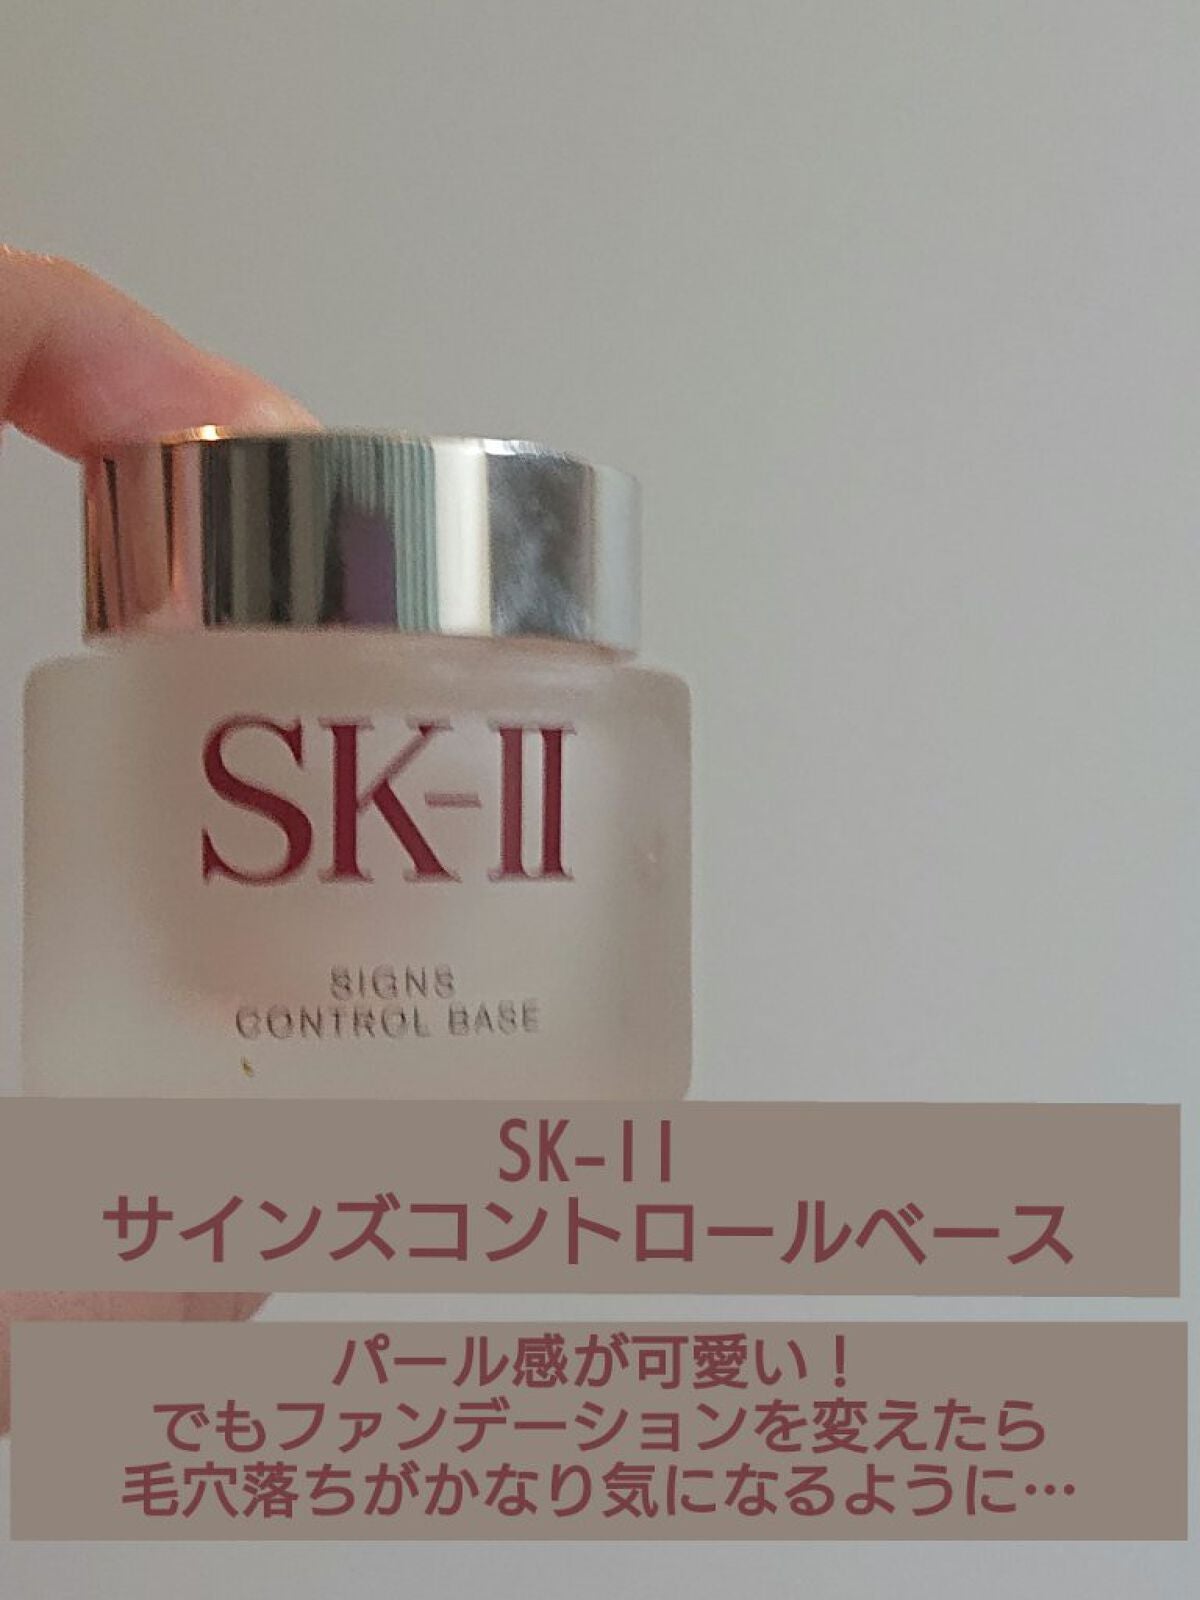 SK-II
SIGNS
CONTROL BASE
SK-II
サインズコントロールベース
パール感が可愛い！
でもファンデーションを変えたら
毛穴落ちがかなり気になるように…